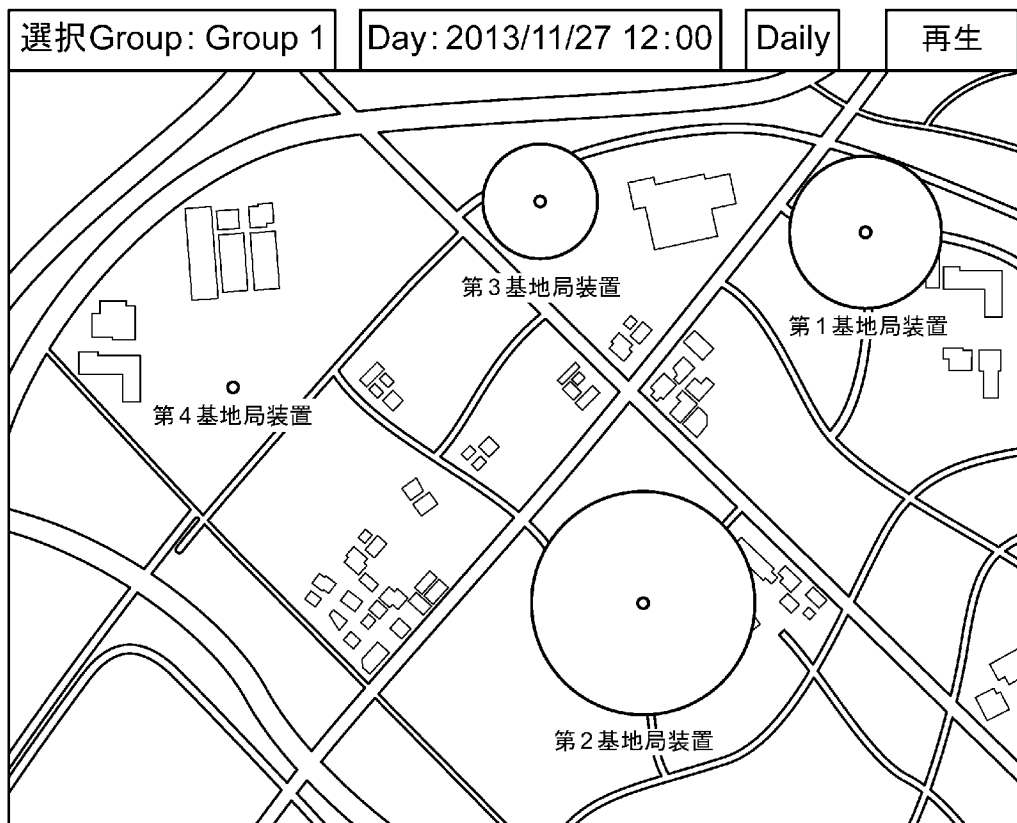 選択Group: Group 1
Day: 2013/11/27 12:00
Daily
再生
第3基地局装置
第1基地局装置
第4基地局装置
第2基地局装置